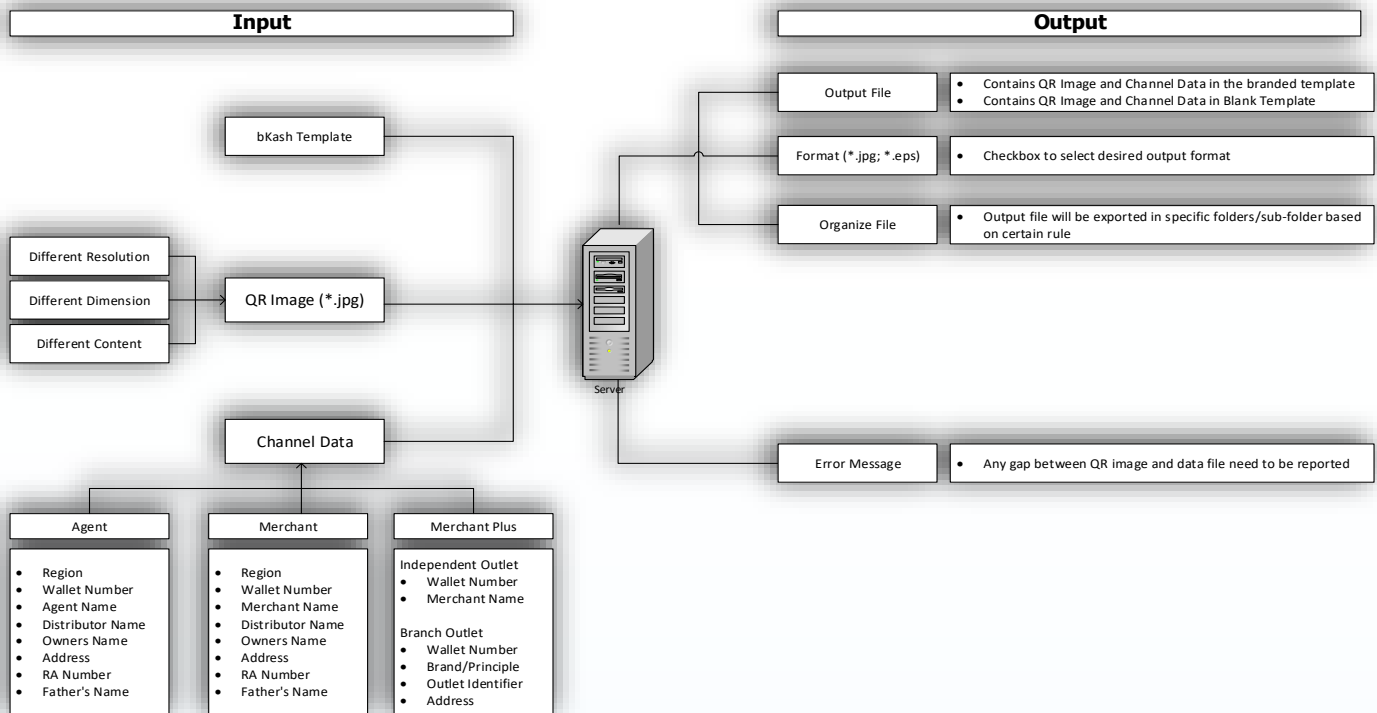 Input
Output
bKash Template
Different Resolution
Different Dimension
Different Content
QR Image (*.jpg)
Channel Data
Agent
• Region
• Wallet Number
• Agent Name
• Distributor Name
• Owners Name
• Address
• RA Number
• Father's Name
Merchant
• Region
• Wallet Number
• Merchant Name
• Distributor Name
• Owners Name
• Address
• RA Number
• Father's Name
Merchant Plus
Independent Outlet
• Wallet Number
• Merchant Name
Branch Outlet
• Wallet Number
• Brand/Principle
• Outlet Identifier
• Address
Server
Output File
• Contains QR Image and Channel Data in the branded template
• Contains QR Image and Channel Data in Blank Template
Format (*.jpg; *.eps)
• Checkbox to select desired output format
Organize File
• Output file will be exported in specific folders/sub-folder based
on certain rule
Error Message
• Any gap between QR image and data file need to be reported